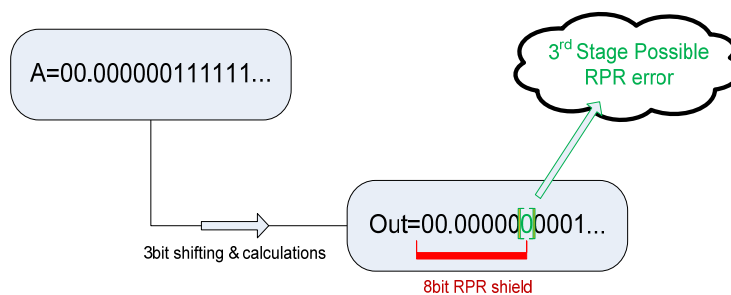 A=00.000000111111...
3rd Stage Possible
RPR error
3bit shifting & calculations
Out=00.00000[0]0001...
8bit RPR shield